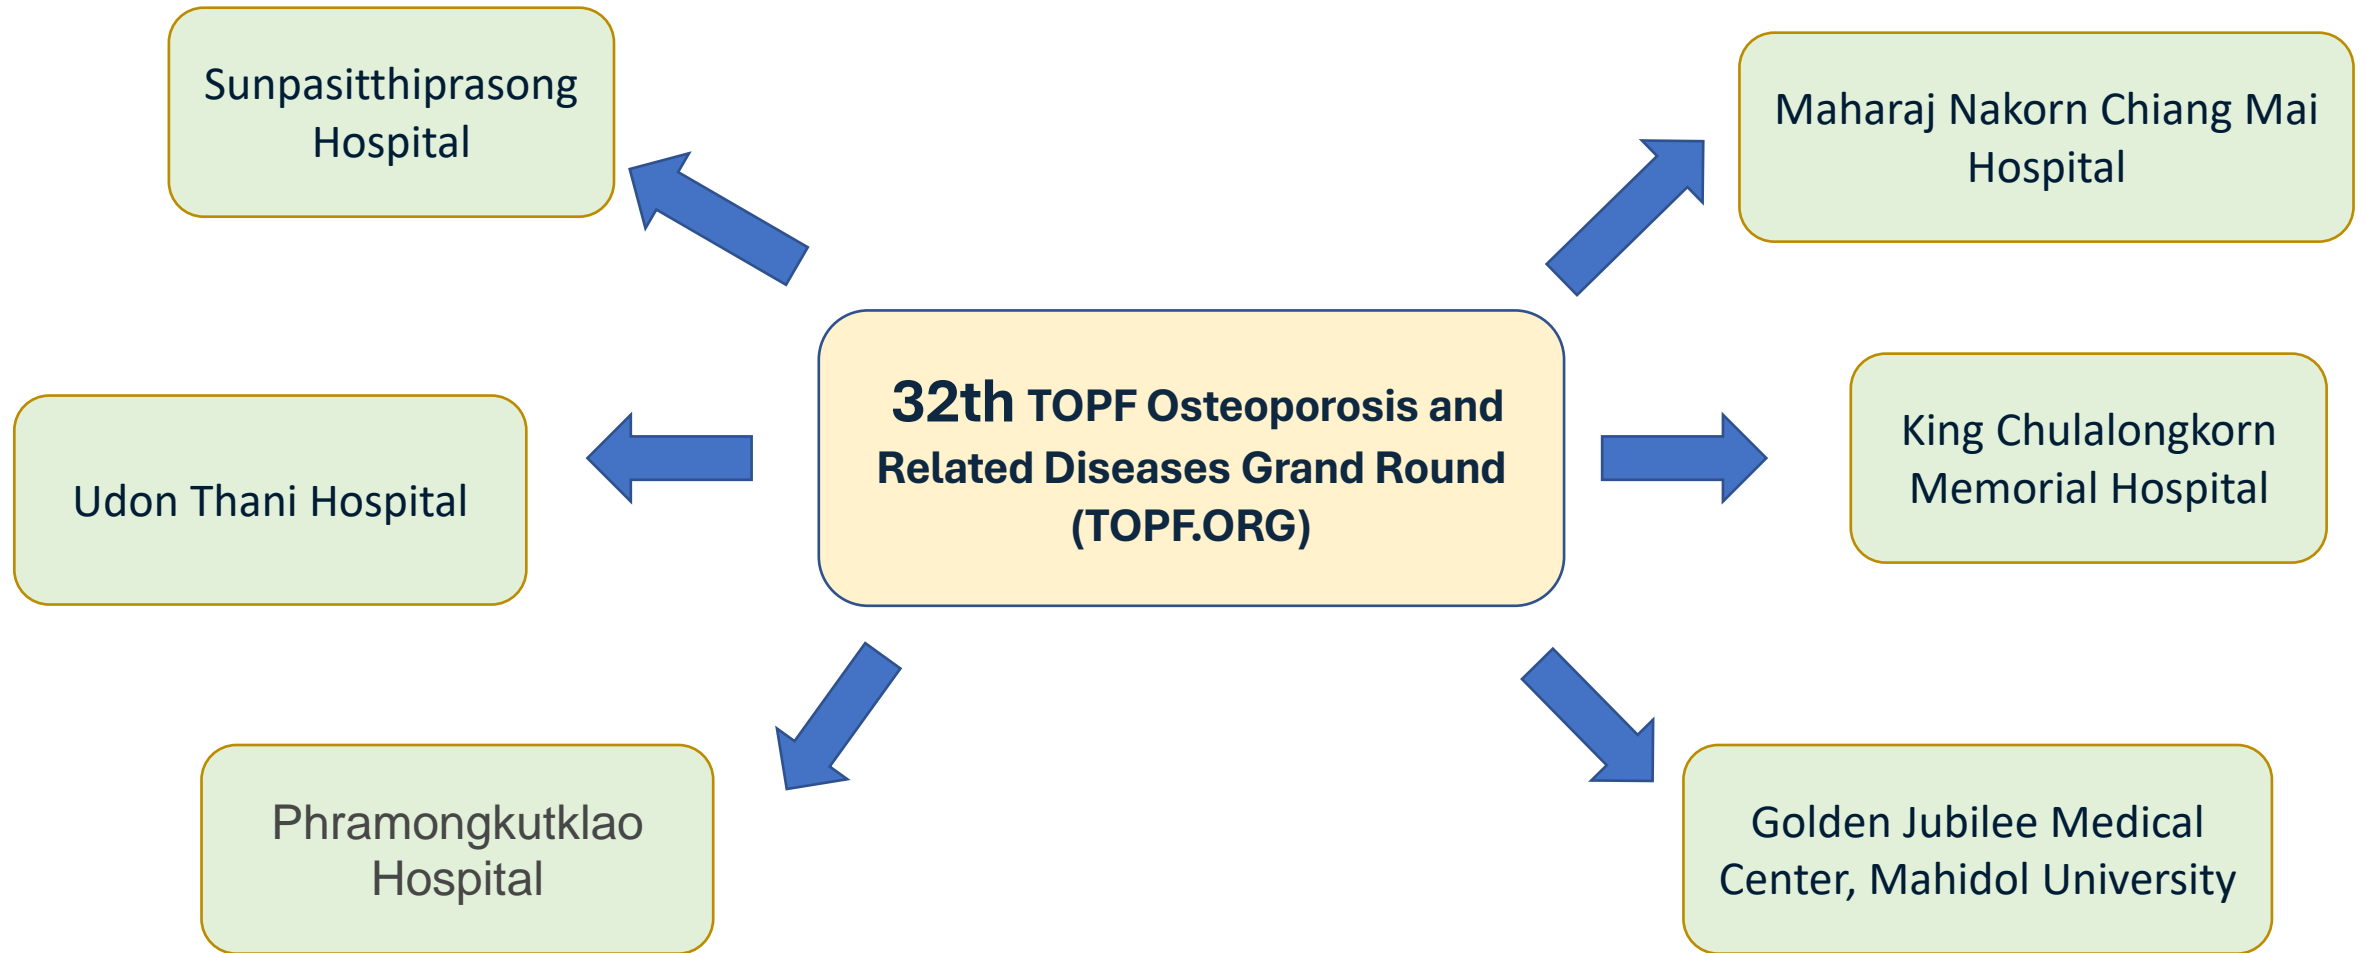 Sunpasitthiprasong
Hospital
Maharaj Nakorn Chiang Mai
Hospital
32th TOPF Osteoporosis and
Related Diseases Grand Round
(TOPF.ORG)
Udon Thani Hospital
King Chulalongkorn
Memorial Hospital
Phramongkutklao
Hospital
Golden Jubilee Medical
Center, Mahidol University